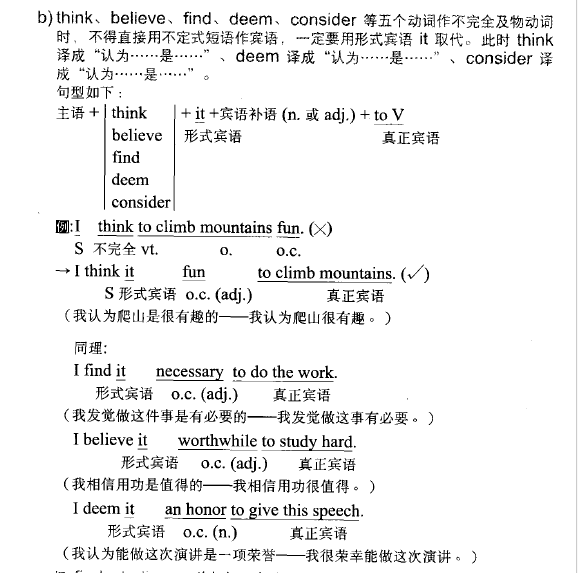 b) think、believe、find、deem、consider 等五个动词作不完全及物动词
时，不得直接用不定式短语作宾语，一定要用形式宾语 it 取代。此时 think
译成“认为……是……”、deem 译成“认为……是……”、consider 译
成“认为……是……”。
句型如下：
主语 + think + it +宾语补语 (n. 或 adj.) + to V
believe 形式宾语 真正宾语
find
deem
consider
例:I think to climb mountains fun. (×)
S 不完全 vt. o. o.c.
→ I think it fun to climb mountains. (✓)
S 形式宾语 o.c. (adj.) 真正宾语
（我认为爬山是很有趣的——我认为爬山很有趣。）
同理:
I find it necessary to do the work.
形式宾语 o.c. (adj.) 真正宾语
（我发觉做这件事是有必要的——我发觉做这事有必要。）
I believe it worthwhile to study hard.
形式宾语 o.c. (adj.) 真正宾语
（我相信用功是值得的——我相信用功很值得。）
I deem it an honor to give this speech.
形式宾语 o.c. (n.) 真正宾语
（我认为能做这次演讲是一项荣誉——我很荣幸能做这次演讲。）